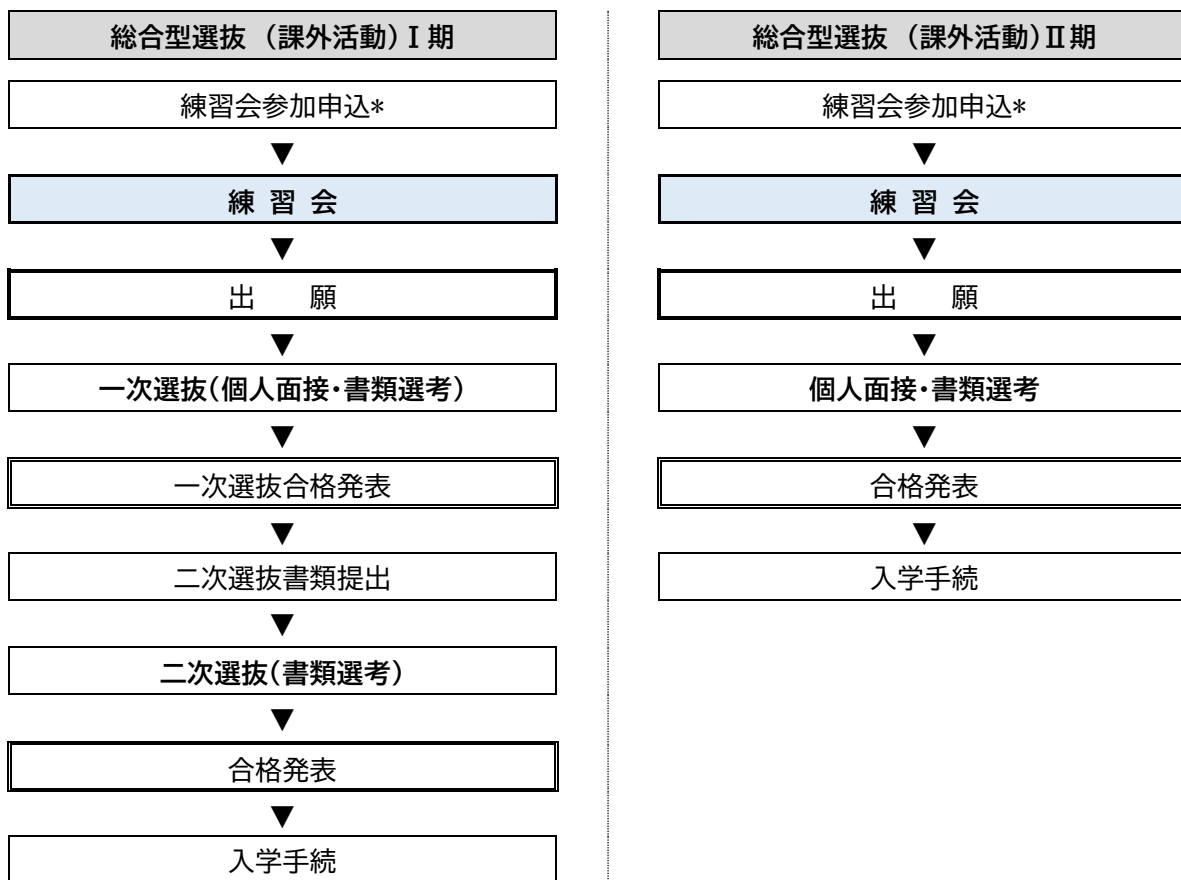 総合型選抜 (課外活動)Ⅰ期
練習会参加申込*
▼
練 習 会
▼
出 願
▼
一次選抜(個人面接・書類選考)
▼
一次選抜合格発表
▼
二次選抜書類提出
▼
二次選抜(書類選考)
▼
合格発表
▼
入学手続
総合型選抜 (課外活動)Ⅱ期
練習会参加申込*
▼
練 習 会
▼
出 願
▼
個人面接・書類選考
▼
合格発表
▼
入学手続